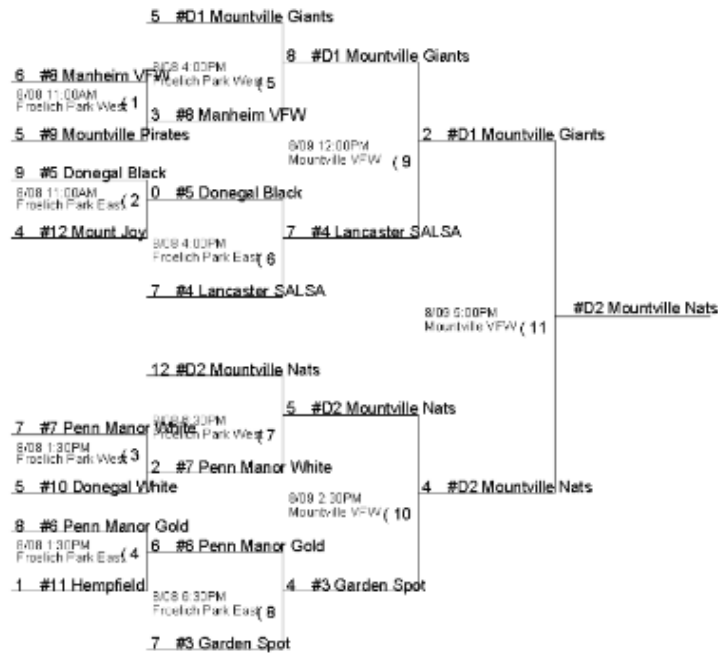 5 #D1 Mountville Giants
8 #D1 Mountville Giants
8/08 4:00PM
Froelich Park West ( 5
6 #8 Manheim VFW
8/08 11:00AM
Froelich Park West ( 1
3 #8 Manheim VFW
5 #9 Mountville Pirates
8/09 12:00PM
Mountville VFW ( 9
2 #D1 Mountville Giants
9 #5 Donegal Black
8/08 11:00AM
Froelich Park East ( 2
0 #5 Donegal Black
4 #12 Mount Joy
7 #4 Lancaster SALSA
8/08 4:00PM
Froelich Park East ( 6
7 #4 Lancaster SALSA
8/09 5:00PM
Mountville VFW ( 11
#D2 Mountville Nats
12 #D2 Mountville Nats
5 #D2 Mountville Nats
7 #7 Penn Manor White
8/08 6:30PM
Froelich Park West ( 7
8/08 1:30PM
Froelich Park West ( 3
2 #7 Penn Manor White
5 #10 Donegal White
8/09 2:30PM
Mountville VFW ( 10
4 #D2 Mountville Nats
8 #6 Penn Manor Gold
8/08 1:30PM
Froelich Park East ( 4
6 #6 Penn Manor Gold
1 #11 Hempfield
4 #3 Garden Spot
8/08 6:30PM
Froelich Park East ( 8
7 #3 Garden Spot